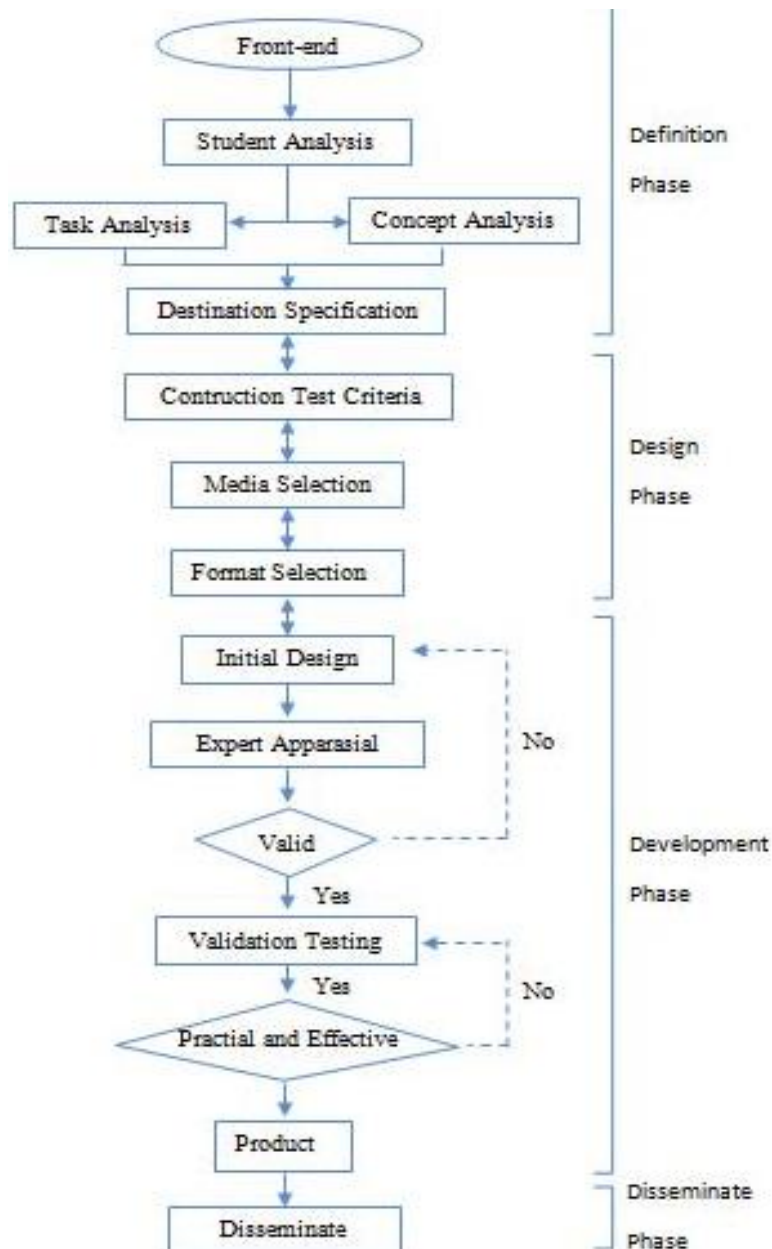 Front-end
Student Analysis
Definition
Phase
Task Analysis
Concept Analysis
Destination Specification
Contruction Test Criteria
Design
Phase
Media Selection
Format Selection
Initial Design
Expert Apparasial
No
Valid
Development
Phase
Yes
Validation Testing
Yes
No
Practial and Effective
Product
Disseminate
Phase
Disseminate